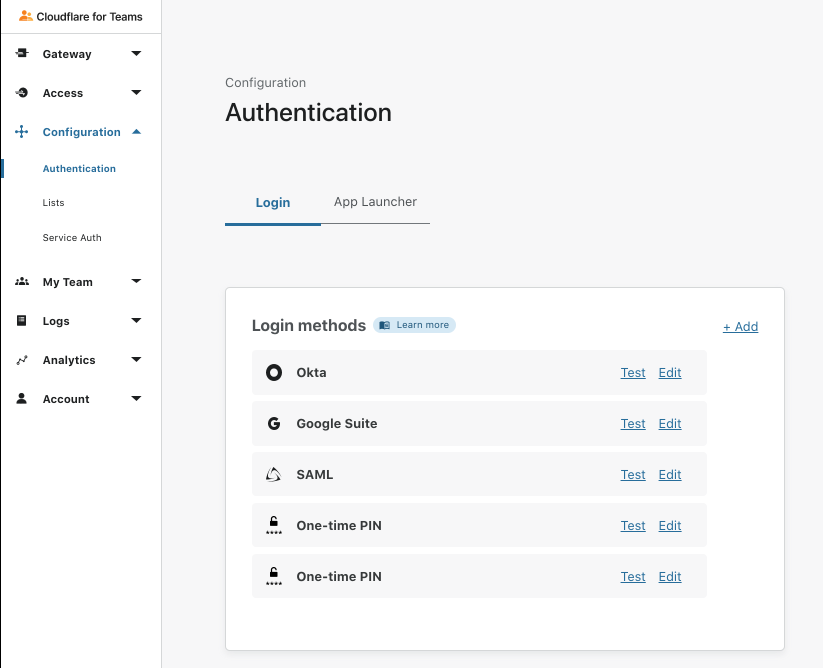 Cloudflare for Teams
Gateway
Access
Configuration
Authentication
Lists
Service Auth
My Team
Logs
Analytics
Account
Configuration
Authentication
Login App Launcher
Login methods Learn more + Add
Okta Test Edit
Google Suite Test Edit
SAML Test Edit
One-time PIN Test Edit
One-time PIN Test Edit